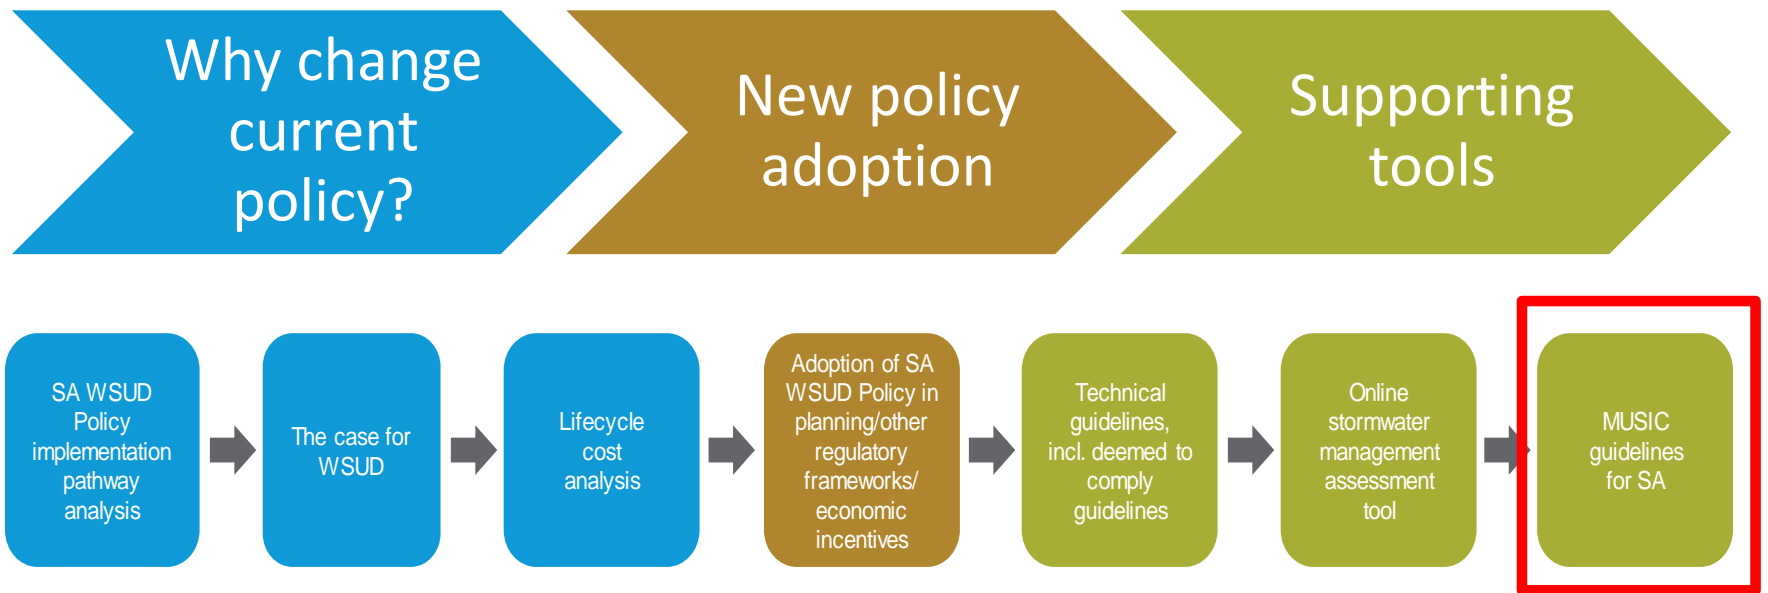 Why change
current
policy?
New policy
adoption
Supporting
tools
SA WSUD
Policy
implementation
pathway
analysis
The case for
WSUD
Lifecycle
cost
analysis
Adoption of SA
WSUD Policy in
planning/other
regulatory
frameworks/
economic
incentives
Technical
guidelines,
incl. deemed to
comply
guidelines
Online
stormwater
management
assessment
tool
MUSIC
guidelines
for SA